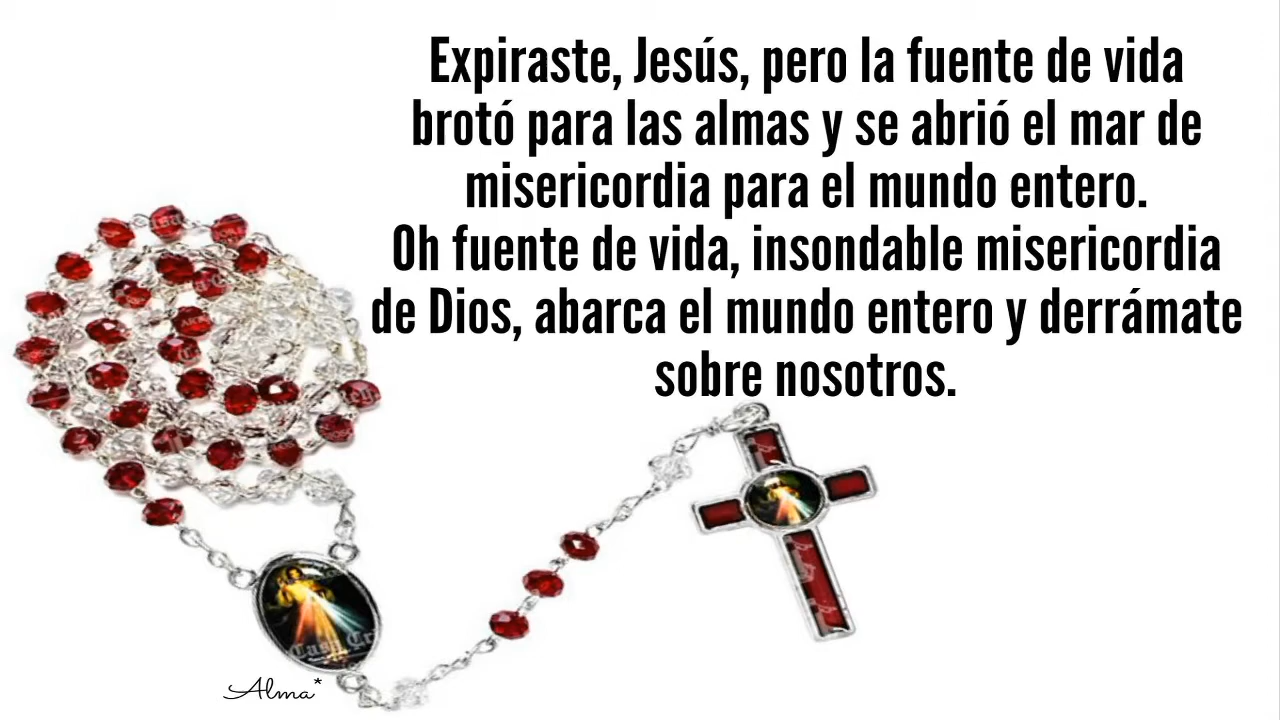 Expiraste, Jesús, pero la fuente de vida
brotó para las almas y se abrió el mar de
misericordia para el mundo entero.
Oh fuente de vida, insondable misericordia
de Dios, abarca el mundo entero y derrámate
sobre nosotros.
Alma*